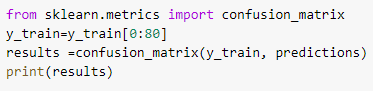 from sklearn.metrics import confusion_matrix
y_train=y_train[0:80]
results =confusion_matrix(y_train, predictions)
print(results)